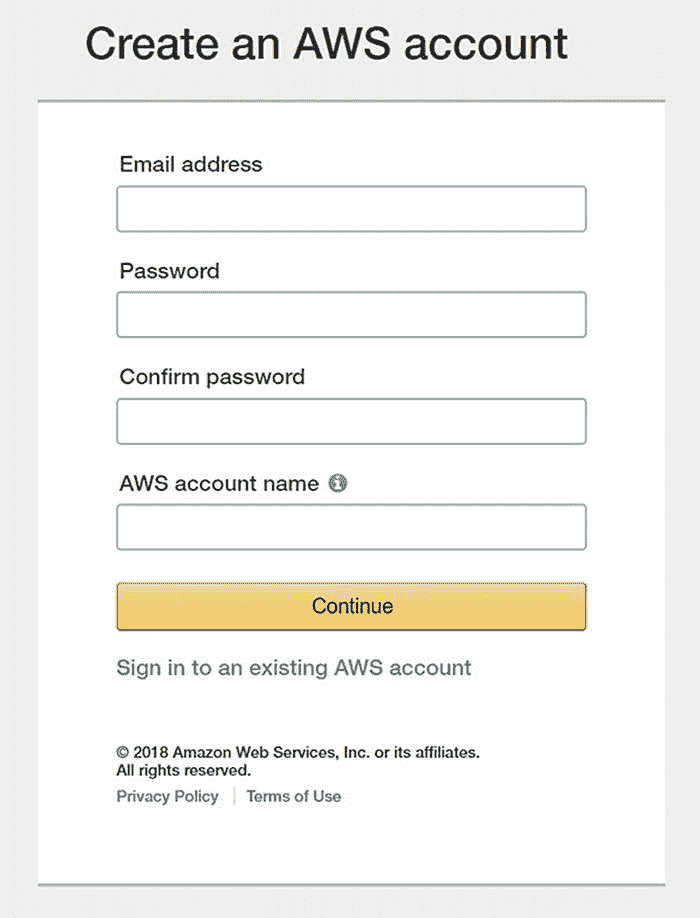 Create an AWS account
Email address
Password
Confirm password
AWS account name
Continue
Sign in to an existing AWS account
© 2018 Amazon Web Services, Inc. or its affiliates.
All rights reserved.
Privacy Policy | Terms of Use